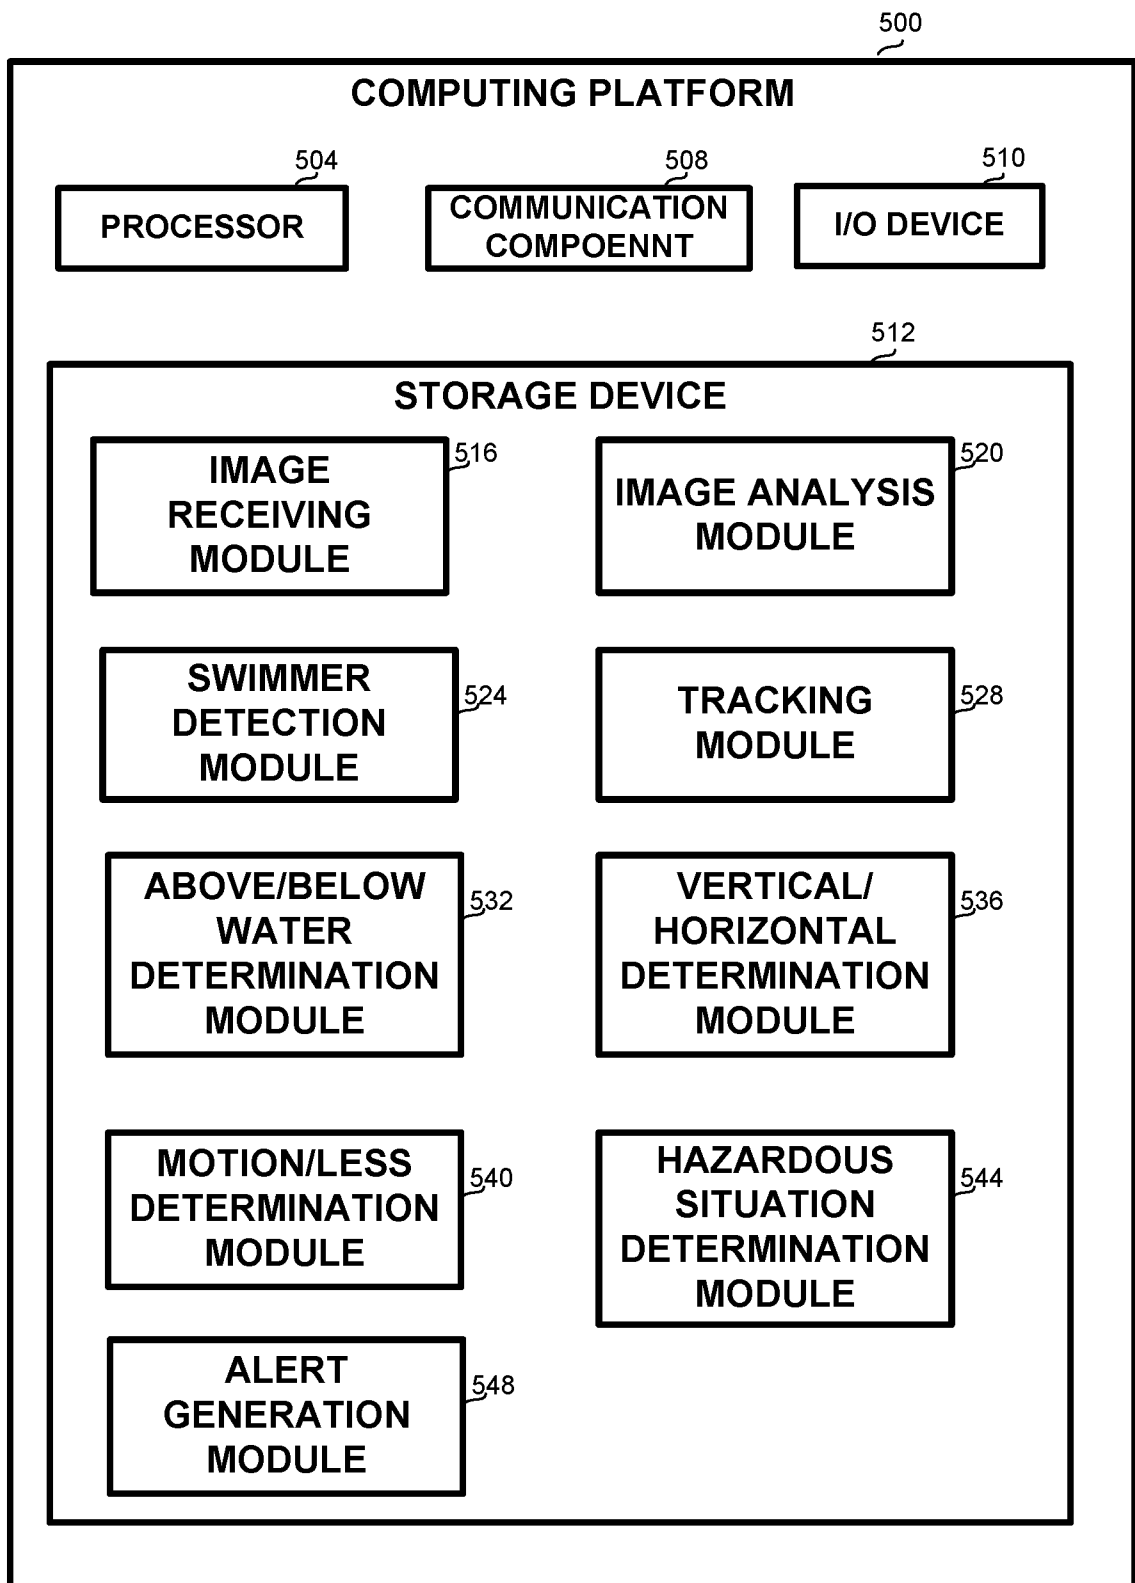 500
COMPUTING PLATFORM
504
PROCESSOR
508
COMMUNICATION
COMPOENNT
510
I/O DEVICE
512
STORAGE DEVICE
516
IMAGE
RECEIVING
MODULE
520
IMAGE ANALYSIS
MODULE
524
SWIMMER
DETECTION
MODULE
528
TRACKING
MODULE
532
ABOVE/BELOW
WATER
DETERMINATION
MODULE
536
VERTICAL/
HORIZONTAL
DETERMINATION
MODULE
540
MOTION/LESS
DETERMINATION
MODULE
544
HAZARDOUS
SITUATION
DETERMINATION
MODULE
548
ALERT
GENERATION
MODULE